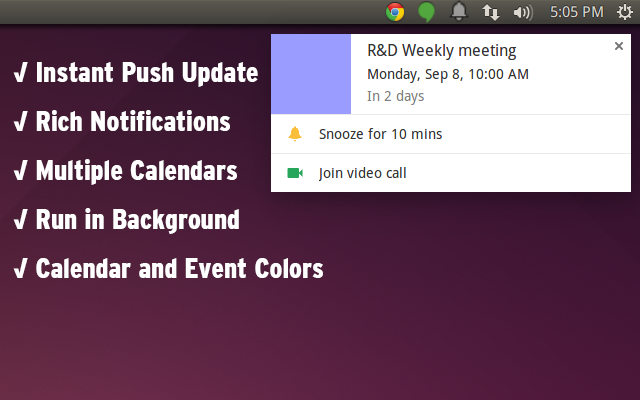 5:05 PM
√ Instant Push Update
√ Rich Notifications
√ Multiple Calendars
√ Run in Background
√ Calendar and Event Colors
R&D Weekly meeting
Monday, Sep 8, 10:00 AM
In 2 days
Snooze for 10 mins
Join video call